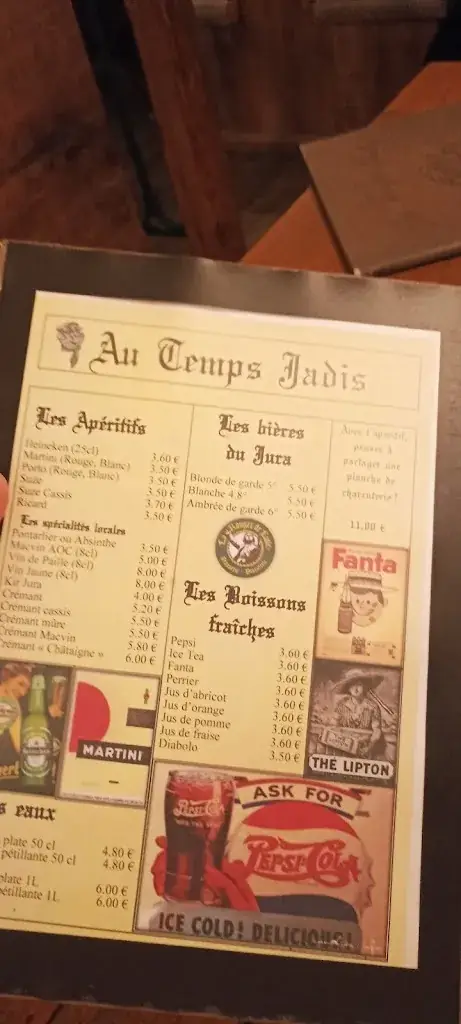 Au Temps Jadis
Les Apéritifs
Heineken (25cl) 3.60 €
Martini (Rouge, Blanc) 3.50 €
Porto (Rouge, Blanc) 3.50 €
Suze 3.50 €
Suze Cassis 3.70 €
Ricard 3.50 €
Les spécialités locales
Pontarlier ou Absinthe 3.50 €
Macvin AOC (8cl) 5.00 €
Vin de Paille (8cl) 8.00 €
Vin Jaune (8cl) 8.00 €
Kir Jura 4.00 €
Crémant 5.20 €
Crémant cassis 5.50 €
Crémant mûre 5.50 €
Crémant Macvin 5.80 €
Crémant « Châtaigne » 6.00 €
MARTINI
s eaux
plate 50 cl 4.80 €
pétillante 50 cl 4.80 €
plate 1L 6.00 €
pétillante 1L 6.00 €
Les bières
du Jura
Blonde de garde 5° 5.50 €
Blanche 4.8° 5.50 €
Ambrée de garde 6° 5.50 €
Les Boissons
fraîches
Pepsi 3.60 €
Ice Tea 3.60 €
Fanta 3.60 €
Perrier 3.60 €
Jus d'abricot 3.60 €
Jus d'orange 3.60 €
Jus de pomme 3.60 €
Jus de fraise 3.60 €
Diabolo 3.50 €
Avec l'apéritif,
pensez à
partager une
planche de
charcuterie !
11.00 €
Fanta
THÉ LIPTON
ASK FOR
Pepsi-Cola
PEPSI-COLA
ICE COLD! DELICIOUS!